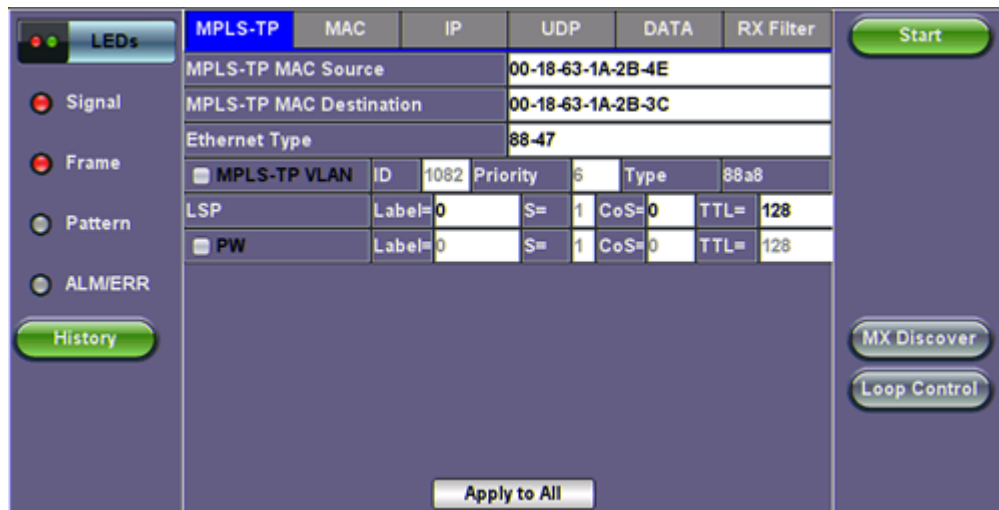 LEDs
MPLS-TP MAC IP UDP DATA RX Filter
Start
MPLS-TP MAC Source 00-18-63-1A-2B-4E
Signal
MPLS-TP MAC Destination 00-18-63-1A-2B-3C
Ethernet Type 88-47
Frame
MPLS-TP VLAN ID 1082 Priority 6 Type 88a8
LSP Label= 0 S= 1 CoS= 0 TTL= 128
Pattern
PW Label= 0 S= 1 CoS= 0 TTL= 128
ALM/ERR
History
MX Discover
Loop Control
Apply to All